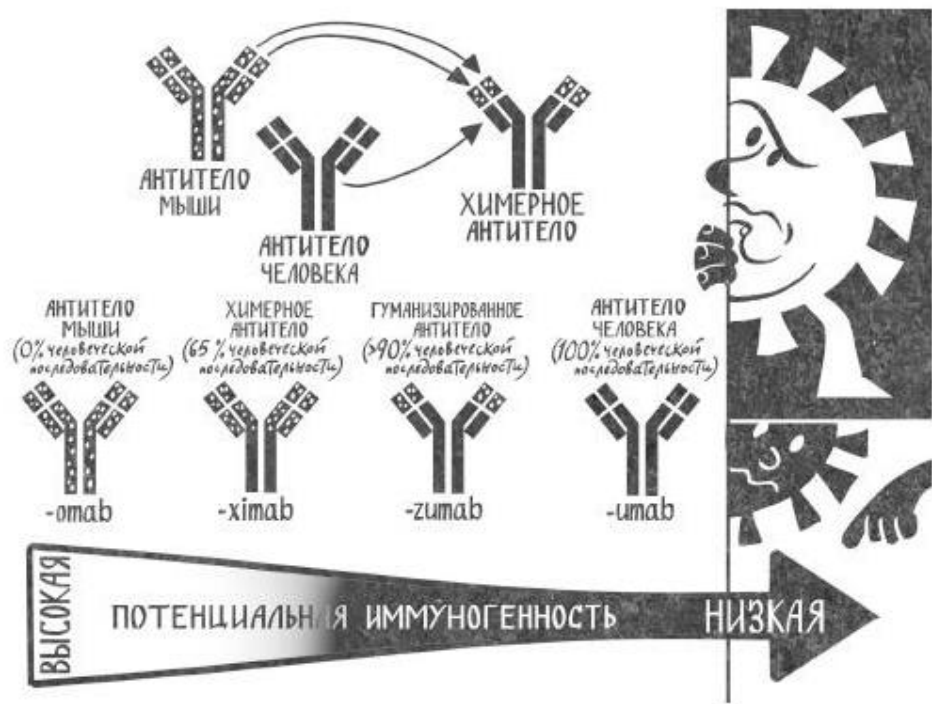 АНТИТЕЛО
МЫШИ
АНТИТЕЛО
ЧЕЛОВЕКА
ХИМЕРНОЕ
АНТИТЕЛО
АНТИТЕЛО
МЫШИ
(0% человеческой
последовательности)
-omab
ХИМЕРНОЕ
АНТИТЕЛО
(65% человеческой
последовательности)
-ximab
ГУМАНИЗИРОВАННОЕ
АНТИТЕЛО
(>90% человеческой
последовательности)
-zumab
АНТИТЕЛО
ЧЕЛОВЕКА
(100% человеческой
последовательности)
-umab
ВЫСОКАЯ
ПОТЕНЦИАЛЬНАЯ ИММУНОГЕННОСТЬ
НИЗКАЯ